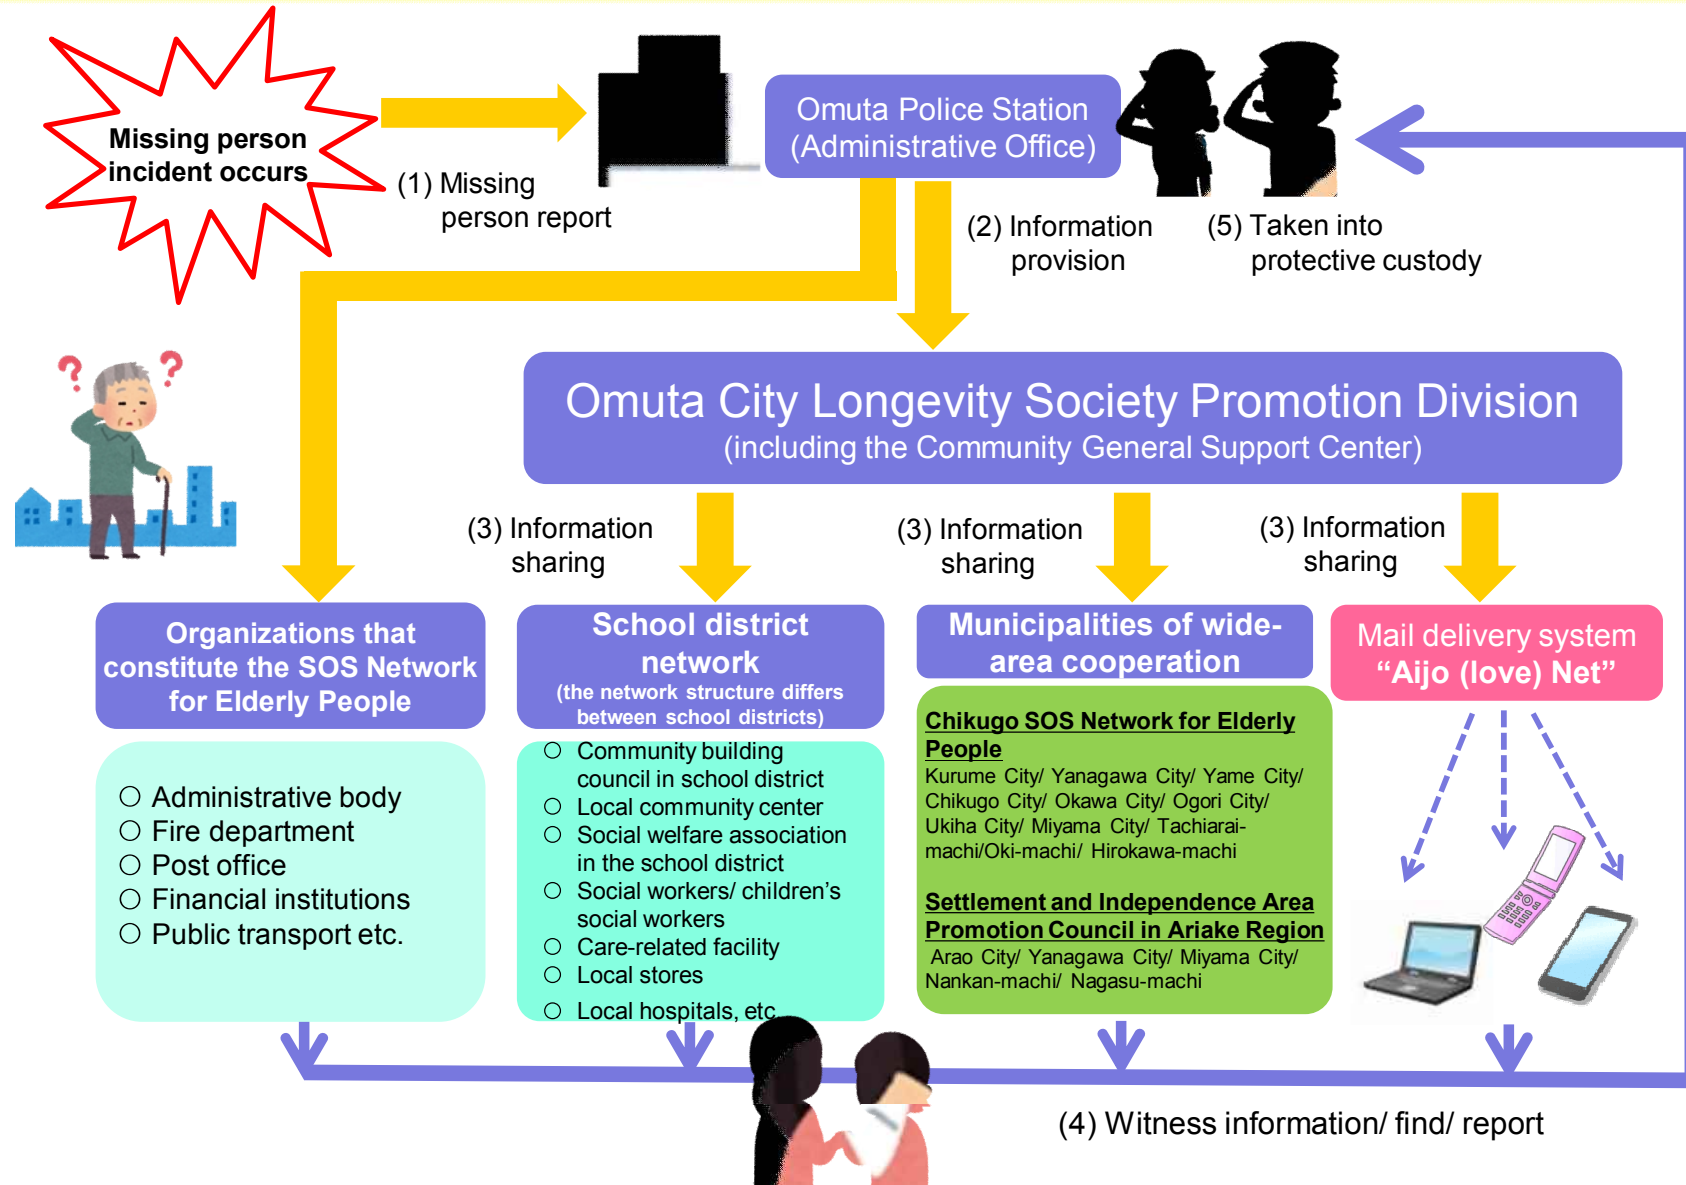 Missing person
incident occurs
(1) Missing
person report
Omuta Police Station
(Administrative Office)
(2) Information
provision
(5) Taken into
protective custody
? ?
Omuta City Longevity Society Promotion Division
(including the Community General Support Center)
(3) Information
sharing
(3) Information
sharing
(3) Information
sharing
Organizations that
constitute the SOS Network
for Elderly People
○ Administrative body
○ Fire department
○ Post office
○ Financial institutions
○ Public transport etc.
School district
network
(the network structure differs
between school districts)
○ Community building
council in school district
○ Local community center
○ Social welfare association
in the school district
○ Social workers/ children's
social workers
○ Care-related facility
○ Local stores
○ Local hospitals, etc.
Municipalities of wide-
area cooperation
Chikugo SOS Network for Elderly
People
Kurume City/ Yanagawa City/ Yame City/
Chikugo City/ Okawa City/ Ogori City/
Ukiha City/ Miyama City/ Tachiarai-
machi/Oki-machi/ Hirokawa-machi
Settlement and Independence Area
Promotion Council in Ariake Region
Arao City/ Yanagawa City/ Miyama City/
Nankan-machi/ Nagasu-machi
Mail delivery system
“Aijo (love) Net”
(4) Witness information/ find/ report